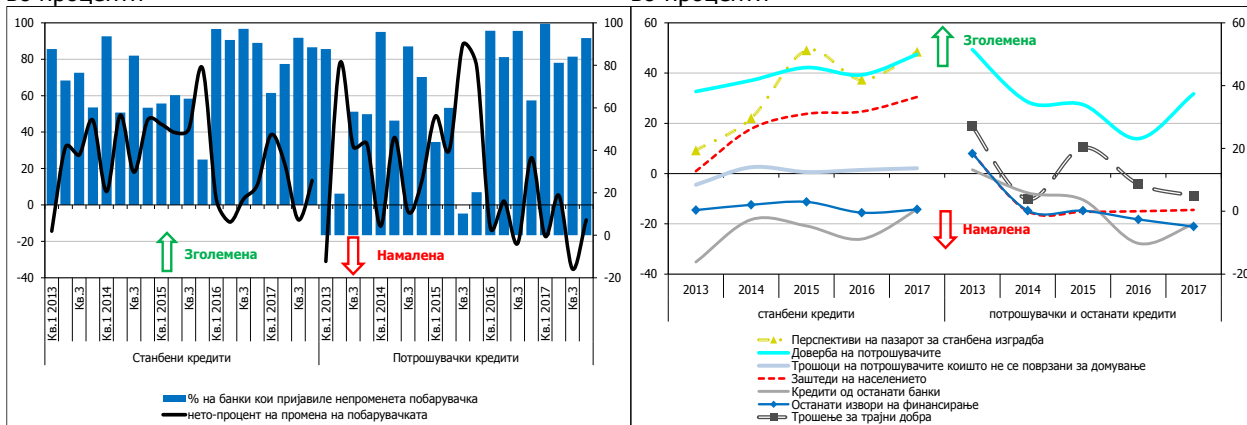 во проценти
во проценти
100
80
60
40
20
0
-20
-40
100
80
60
40
20
0
-20
Зголемена
Намалена
Кв.1 2013
Кв.3
Кв.1 2014
Кв.3
Кв.1 2015
Кв.3
Кв.1 2016
Кв.3
Кв.1 2017
Кв.3
Кв.1 2013
Кв.3
Кв.1 2014
Кв.3
Кв.1 2015
Кв.3
Кв.1 2016
Кв.3
Кв.1 2017
Кв.3
Станбени кредити
Потрошувачки кредити
% на банки кои пријавиле непроменета побарувачка
нето-процент на промена на побарувачката
60
40
20
0
-20
-40
60
40
20
0
-20
Зголемена
Намалена
2013 2014 2015 2016 2017 2013 2014 2015 2016 2017
станбени кредити
потрошувачки и останати кредити
Перспективи на пазарот за станбена изградба
Доверба на потрошувачите
Трошоци на потрошувачите коишто не се поврзани за домување
Заштеди на населението
Кредити од останати банки
Останати извори на финансирање
Трошење за трајни добра